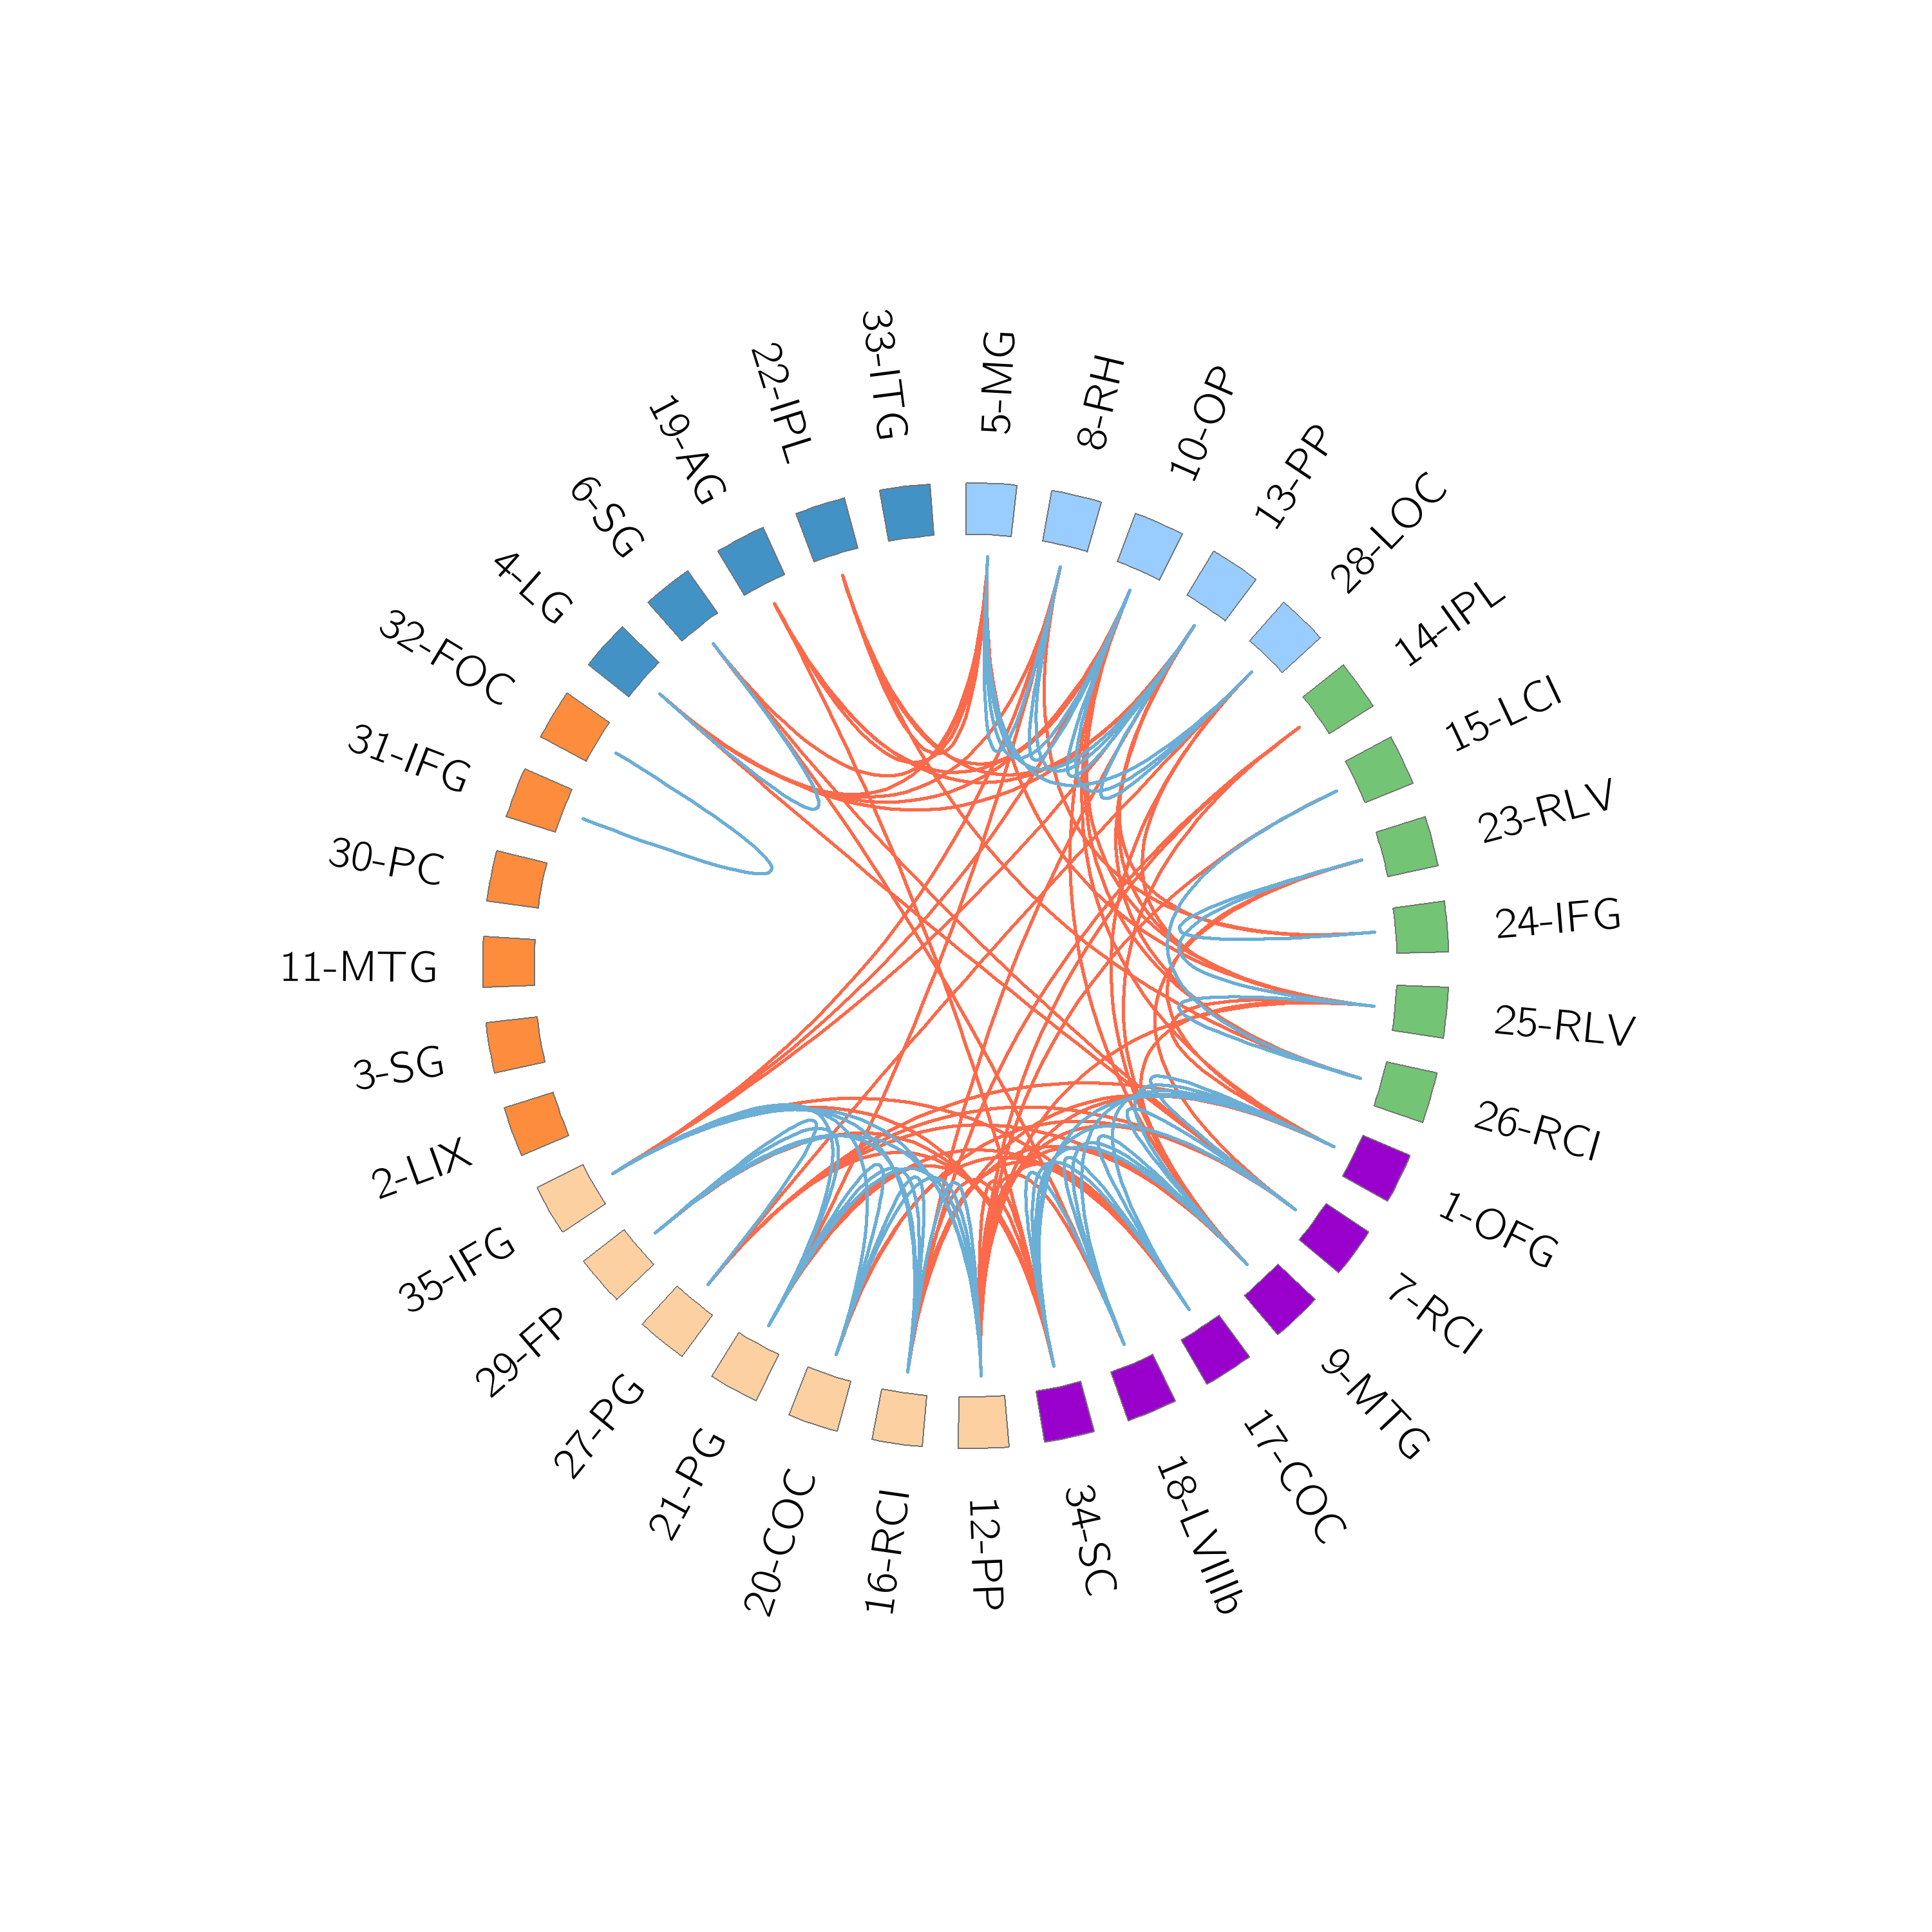 5-MG
8-RH
10-OP
13-PP
28-LOC
14-IPL
15-LCI
23-RLV
24-IFG
25-RLV
26-RCI
1-OFG
7-RCI
9-MTG
17-COC
18-LVIIIb
34-SC
12-PP
16-RCI
20-COC
21-PG
27-PG
29-FP
35-IFG
2-LIX
3-SG
11-MTG
30-PC
31-IFG
32-FOC
4-LG
6-SG
19-AG
22-IPL
33-ITG